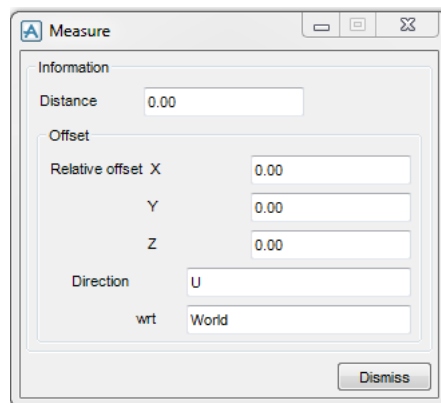 Measure
Information
Distance 0.00
Offset
Relative offset X 0.00
Y 0.00
Z 0.00
Direction U
wrt World
Dismiss